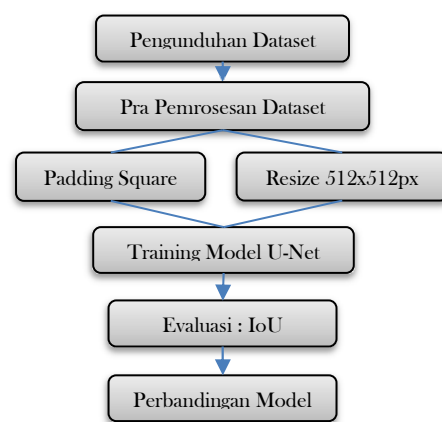 Pengunduhan Dataset
Pra Pemrosesan Dataset
Padding Square
Resize 512x512px
Training Model U-Net
Evaluasi : IoU
Perbandingan Model